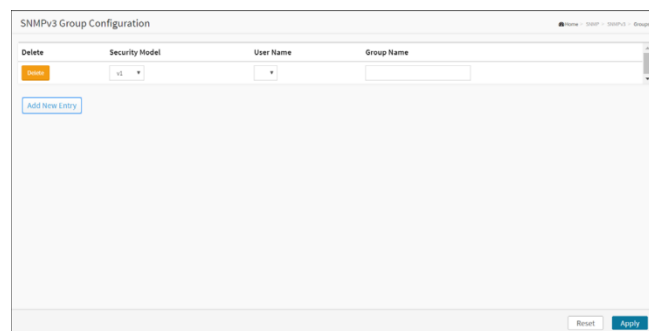 SNMPv3 Group Configuration
Home > SNMP > SNMPv3 > Groups
Delete Security Model User Name Group Name
Delete v1
Add New Entry
Reset Apply